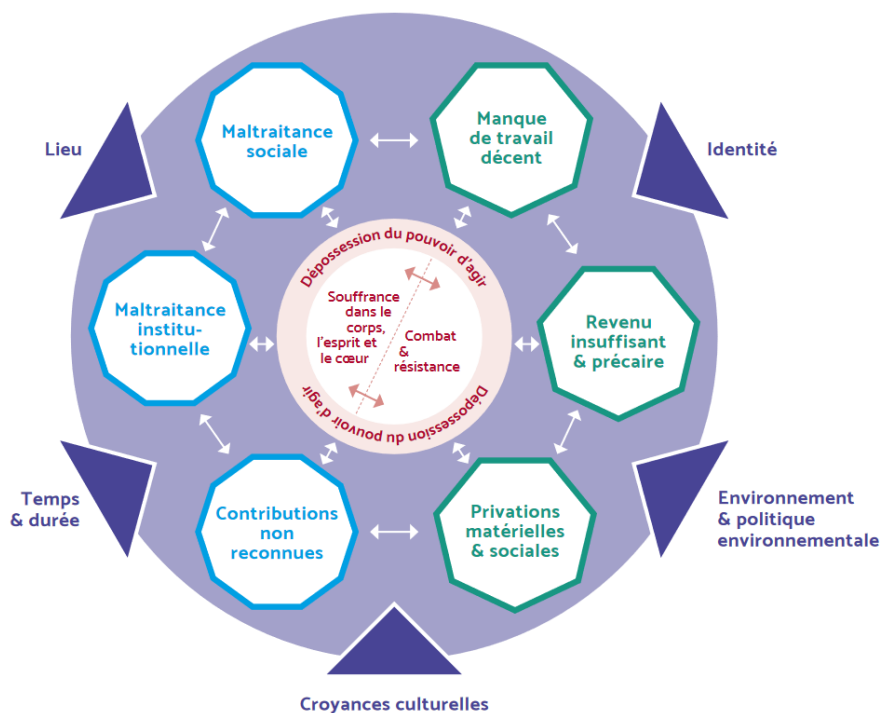 Maltraitance
sociale
Manque
de travail
décent
Lieu
Identité
Dépossession du pouvoir d'agir
Maltraitance
institu-
tionnelle
Souffrance
dans le
corps,
l'esprit et
le cœur
Combat
&
résistance
Revenu
insuffisant
& précaire
Dépossession du pouvoir d'agir
Temps
& durée
Contributions
non
reconnues
Privations
matérielles
& sociales
Environnement
& politique
environnementale
Croyances culturelles